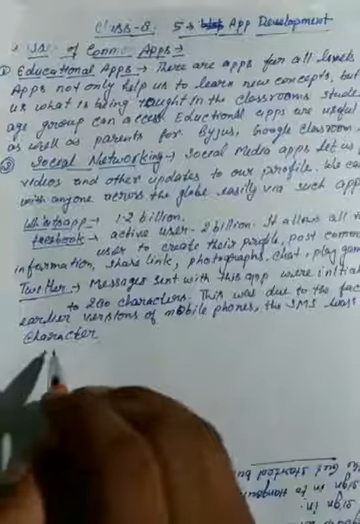 Class-8. 5→ App Development
of Common Apps→
① Educational Apps → There are apps for all levels
Apps not only help us to learn new concepts, but
us what is being taught in the classrooms stude
age group can access Eductional apps are useful
as well as parents for Byjus, Google Classroom
② Social Networking → Social Media apps let us
videos and other updates to our profile. We can
with anyone across the globe easily via such app
Whatsapp → 1.2 billion.
facebook → active user - 2 billion. It allows all
user to create their profile, post comm
information, share link, photographs, chat, play gam
Twitter → Messages sent with this app were initia
to 280 characters. This was due to the fac
earlier versions of mobile phones, the SMS was
Character